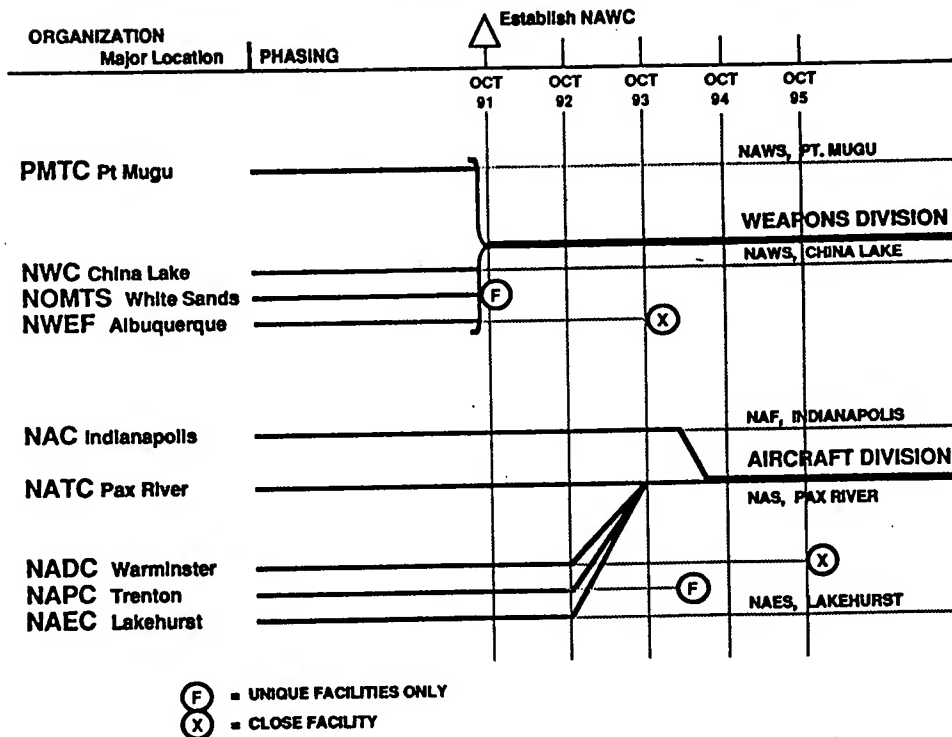 Establish NAWC
ORGANIZATION
Major Location | PHASING
OCT 91 OCT 92 OCT 93 OCT 94 OCT 95
NAWS, PT. MUGU
PMTC Pt Mugu
WEAPONS DIVISION
NAWS, CHINA LAKE
NWC China Lake
NOMTS White Sands F
NWEF Albuquerque X
NAF, INDIANAPOLIS
NAC Indianapolis
AIRCRAFT DIVISION
NATC Pax River
NAS, PAX RIVER
NADC Warminster X
NAPC Trenton F
NAES, LAKEHURST
NAEC Lakehurst
F = UNIQUE FACILITIES ONLY
X = CLOSE FACILITY